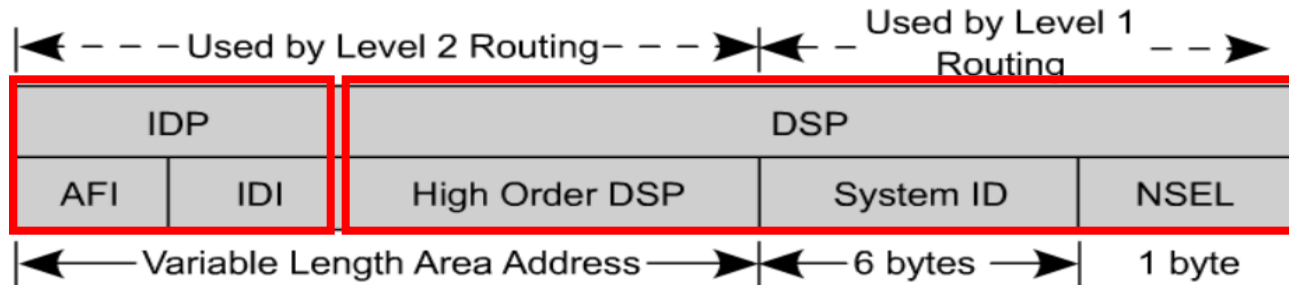 Used by Level 2 Routing
Used by Level 1
Routing
IDP DSP
AFI IDI High Order DSP System ID NSEL
Variable Length Area Address 6 bytes 1 byte